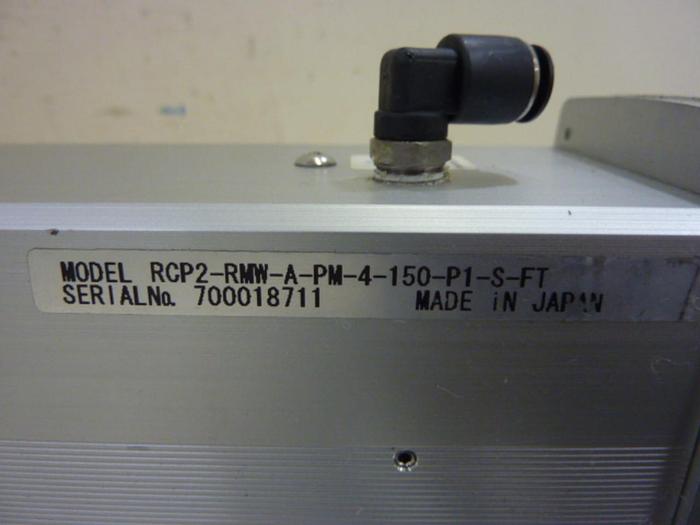 MODEL RCP2-RMW-A-PM-4-150-P1-S-FT
SERIALNo. 700018711 MADE iN JAPAN